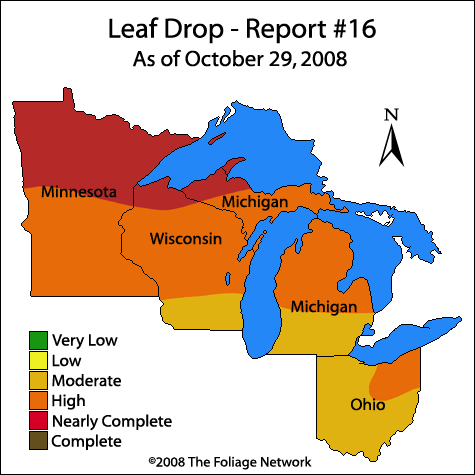 Leaf Drop - Report #16
As of October 29, 2008
N
Minnesota
Michigan
Wisconsin
Michigan
Ohio
Very Low
Low
Moderate
High
Nearly Complete
Complete
©2008 The Foliage Network